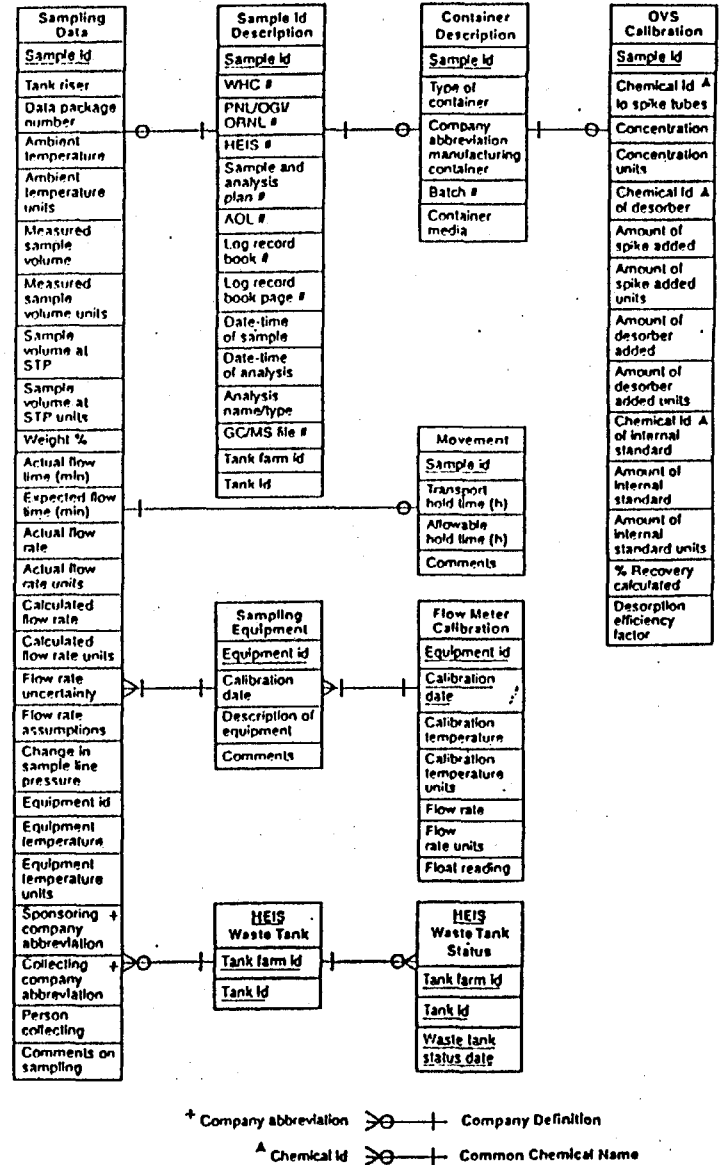 Sampling
Data
Sample id
Tank riser
Data package
number
Ambient
temperature
Ambient
temperature
units
Measured
sample
volume
Measured
sample
volume units
Sample
volume at
STP
Sample
volume at
STP units
Weight %
Actual flow
time (min)
Expected flow
time (min)
Actual flow
rate
Actual flow
rate units
Calculated
flow rate
Calculated
flow rate units
Flow rate
uncertainty
Flow rate
assumptions
Change in
sample line
pressure
Equipment id
Equipment
temperature
Equipment
temperature
units
Sponsoring +
company
abbreviation
Collecting +
company
abbreviation
Person
collecting
Comments on
sampling
Sample Id
Description
Sample id
WHC #
PNL/OGI/
ORNL #
HEIS #
Sample and
analysis
plan #
AOL #
Log record
book #
Log record
book page #
Date-time
of sample
Date-time
of analysis
Analysis
name/type
GC/MS file #
Tank farm id
Tank id
Container
Description
Sample id
Type of
container
Company
abbreviation
manufacturing
container
Batch #
Container
media
OVS
Calibration
Sample id
Chemical id A
to spike tubes
Concentration
Concentration
units
Chemical id A
of desorber
Amount of
spike added
Amount of
spike added
units
Amount of
desorber
added
Amount of
desorber
added units
Chemical id A
of internal
standard
Amount of
internal
standard
Amount of
internal
standard units
% Recovery
calculated
Desorption
efficiency
factor
Movement
Sample id
Transport
hold time (h)
Allowable
hold time (h)
Comments
Sampling
Equipment
Equipment id
Calibration
date
Description of
equipment
Comments
Flow Meter
Calibration
Equipment id
Calibration
date
Calibration
temperature
Calibration
temperature
units
Flow rate
Flow
rate units
Float reading
HEIS
Waste Tank
Tank farm id
Tank id
HEIS
Waste Tank
Status
Tank farm id
Tank id
Waste tank
status date
+ Company abbreviation Company Definition
A Chemical id Common Chemical Name